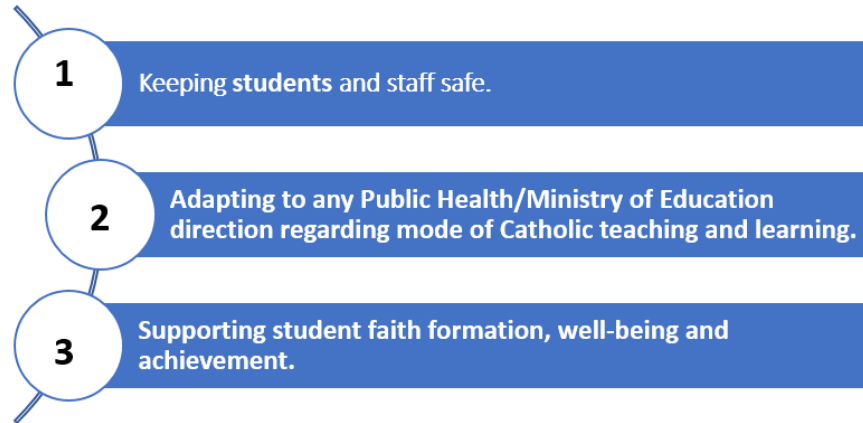 1
Keeping students and staff safe.
2
Adapting to any Public Health/Ministry of Education
direction regarding mode of Catholic teaching and learning.
3
Supporting student faith formation, well-being and
achievement.